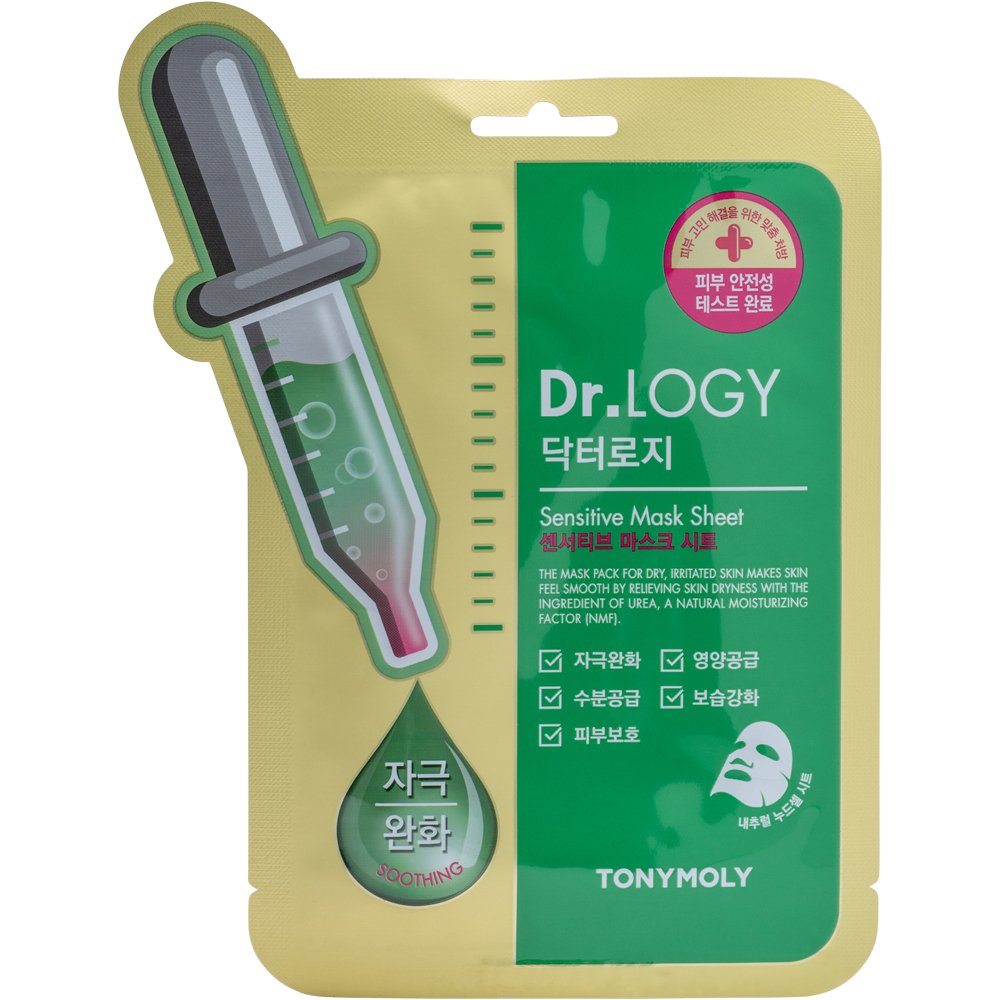 피부 고민 해결을 위한 맞춤 처방
피부 안전성
테스트 완료
Dr.LOGY
닥터로지
Sensitive Mask Sheet
센서티브 마스크 시트
THE MASK PACK FOR DRY, IRRITATED SKIN MAKES SKIN
FEEL SMOOTH BY RELIEVING SKIN DRYNESS WITH THE
INGREDIENT OF UREA, A NATURAL MOISTURIZING
FACTOR (NMF).
자극완화 영양공급
수분공급 보습강화
피부보호
내추럴 누드셀 시트
자극
완화
SOOTHING
TONYMOLY